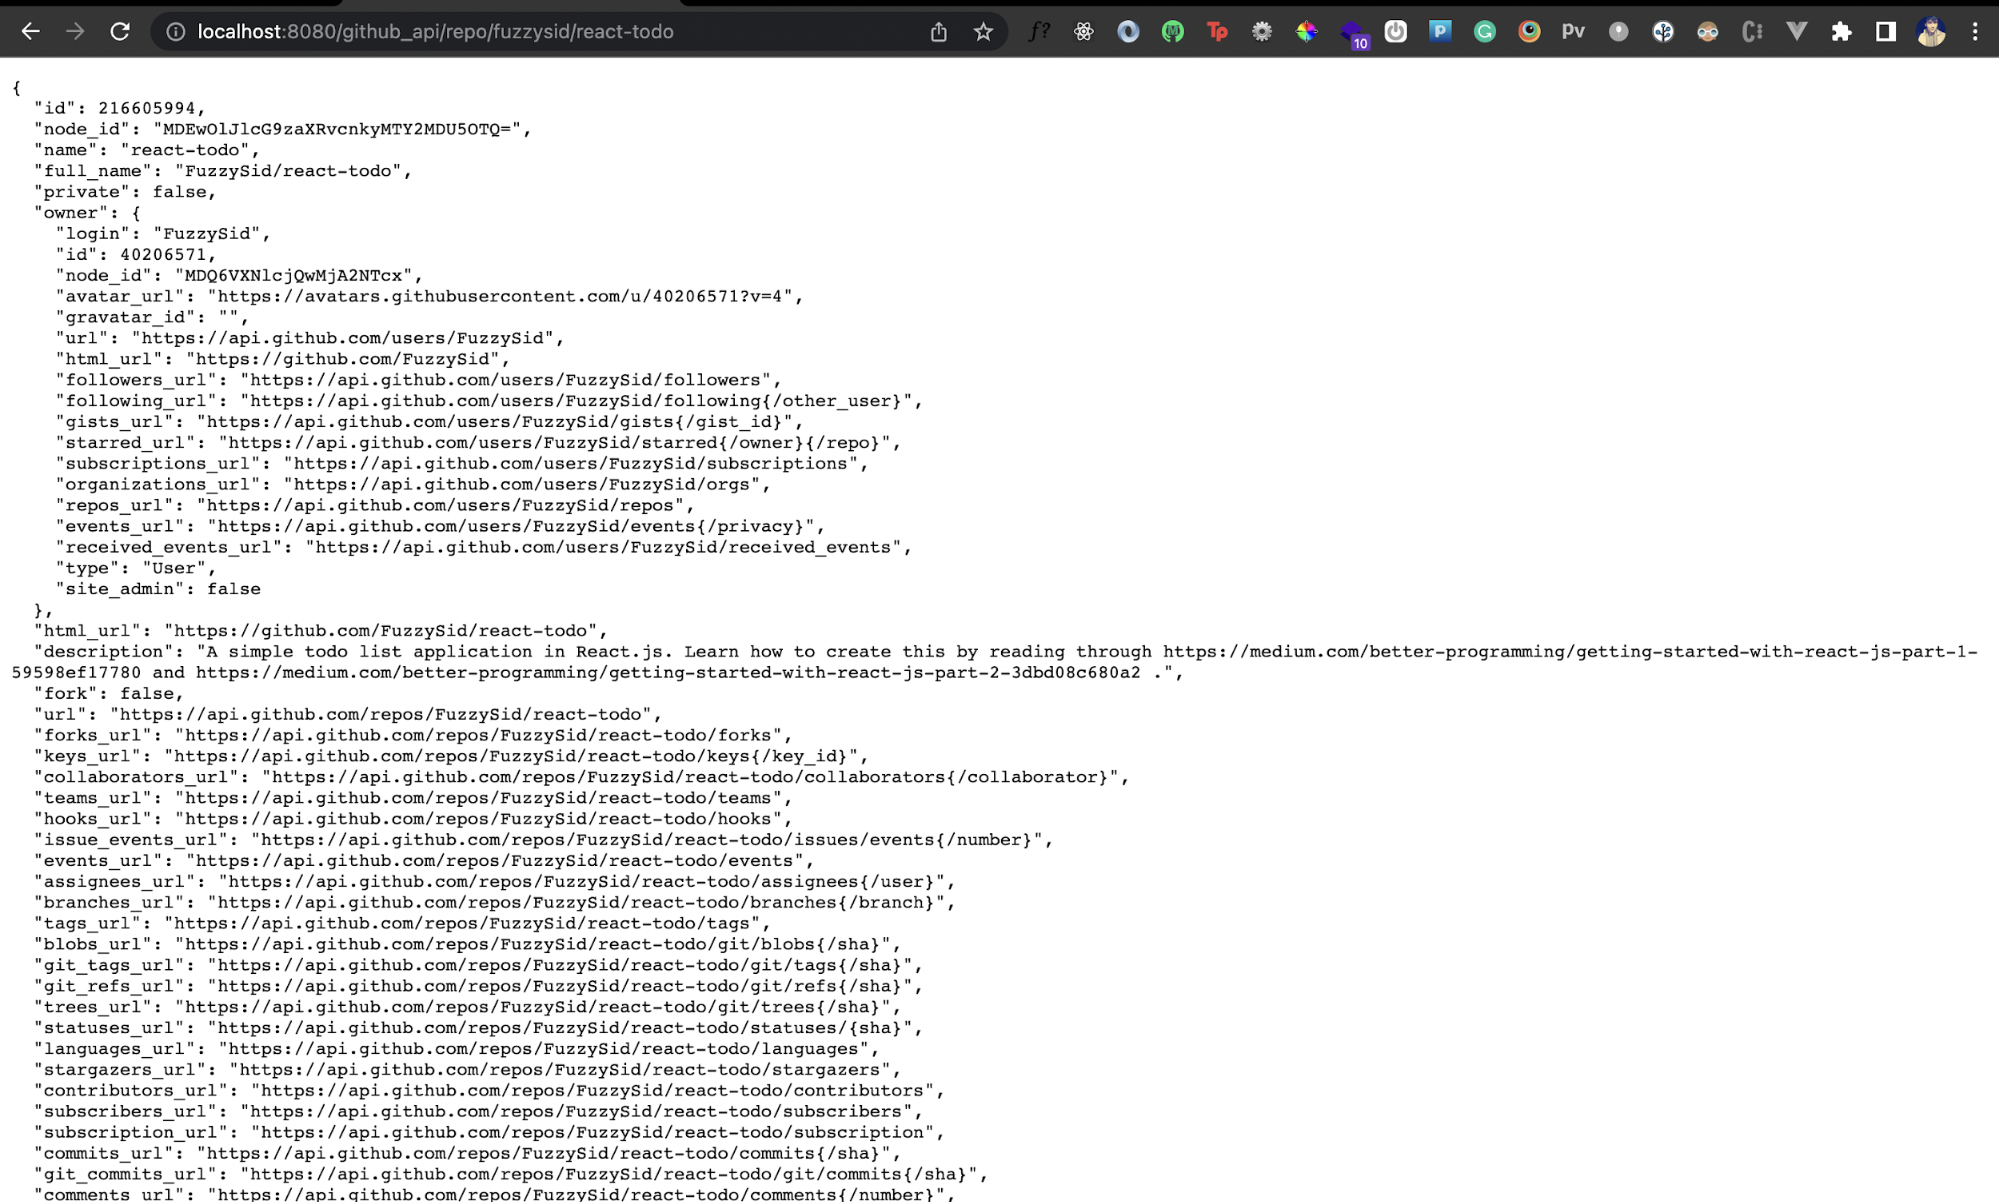 localhost:8080/github_api/repo/fuzzysid/react-todo
f?
Tp
10
P
G
Pv
C
{
"id": 216605994,
"node_id": "MDEwOlJlcG9zaXRvcnkyMTY2MDU5OTQ=",
"name": "react-todo",
"full_name": "FuzzySid/react-todo",
"private": false,
"owner": {
"login": "FuzzySid",
"id": 40206571,
"node_id": "MDQ6VXNlcjQwMjA2NTcx",
"avatar_url": "https://avatars.githubusercontent.com/u/40206571?v=4",
"gravatar_id": "",
"url": "https://api.github.com/users/FuzzySid",
"html_url": "https://github.com/FuzzySid",
"followers_url": "https://api.github.com/users/FuzzySid/followers",
"following_url": "https://api.github.com/users/FuzzySid/following{/other_user}",
"gists_url": "https://api.github.com/users/FuzzySid/gists{/gist_id}",
"starred_url": "https://api.github.com/users/FuzzySid/starred{/owner}{/repo}",
"subscriptions_url": "https://api.github.com/users/FuzzySid/subscriptions",
"organizations_url": "https://api.github.com/users/FuzzySid/orgs",
"repos_url": "https://api.github.com/users/FuzzySid/repos",
"events_url": "https://api.github.com/users/FuzzySid/events{/privacy}",
"received_events_url": "https://api.github.com/users/FuzzySid/received_events",
"type": "User",
"site_admin": false
},
"html_url": "https://github.com/FuzzySid/react-todo",
"description": "A simple todo list application in React.js. Learn how to create this by reading through https://medium.com/better-programming/getting-started-with-react-js-part-1-
59598ef17780 and https://medium.com/better-programming/getting-started-with-react-js-part-2-3dbd08c680a2 .",
"fork": false,
"url": "https://api.github.com/repos/FuzzySid/react-todo",
"forks_url": "https://api.github.com/repos/FuzzySid/react-todo/forks",
"keys_url": "https://api.github.com/repos/FuzzySid/react-todo/keys{/key_id}",
"collaborators_url": "https://api.github.com/repos/FuzzySid/react-todo/collaborators{/collaborator}",
"teams_url": "https://api.github.com/repos/FuzzySid/react-todo/teams",
"hooks_url": "https://api.github.com/repos/FuzzySid/react-todo/hooks",
"issue_events_url": "https://api.github.com/repos/FuzzySid/react-todo/issues/events{/number}",
"events_url": "https://api.github.com/repos/FuzzySid/react-todo/events",
"assignees_url": "https://api.github.com/repos/FuzzySid/react-todo/assignees{/user}",
"branches_url": "https://api.github.com/repos/FuzzySid/react-todo/branches{/branch}",
"tags_url": "https://api.github.com/repos/FuzzySid/react-todo/tags",
"blobs_url": "https://api.github.com/repos/FuzzySid/react-todo/git/blobs{/sha}",
"git_tags_url": "https://api.github.com/repos/FuzzySid/react-todo/git/tags{/sha}",
"git_refs_url": "https://api.github.com/repos/FuzzySid/react-todo/git/refs{/sha}",
"trees_url": "https://api.github.com/repos/FuzzySid/react-todo/git/trees{/sha}",
"statuses_url": "https://api.github.com/repos/FuzzySid/react-todo/statuses/{sha}",
"languages_url": "https://api.github.com/repos/FuzzySid/react-todo/languages",
"stargazers_url": "https://api.github.com/repos/FuzzySid/react-todo/stargazers",
"contributors_url": "https://api.github.com/repos/FuzzySid/react-todo/contributors",
"subscribers_url": "https://api.github.com/repos/FuzzySid/react-todo/subscribers",
"subscription_url": "https://api.github.com/repos/FuzzySid/react-todo/subscription",
"commits_url": "https://api.github.com/repos/FuzzySid/react-todo/commits{/sha}",
"git_commits_url": "https://api.github.com/repos/FuzzySid/react-todo/git/commits{/sha}",
"comments_url": "https://api.github.com/repos/FuzzySid/react-todo/comments{/number}",